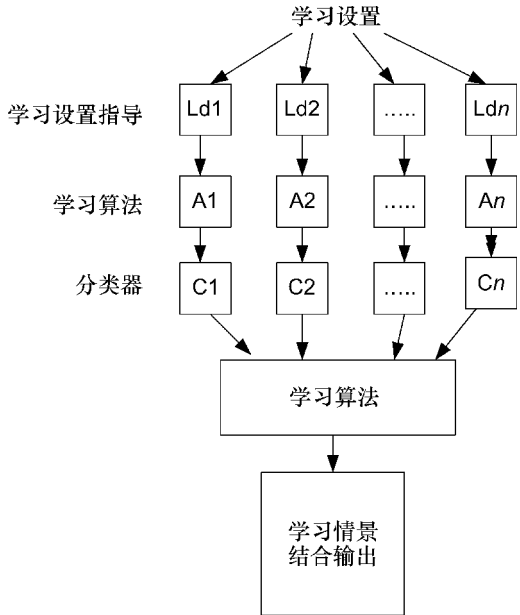 学习设置
学习设置指导 Ld1 Ld2 ..... Ldn
学习算法 A1 A2 ..... An
分类器 C1 C2 ..... Cn
学习算法
学习情景
结合输出